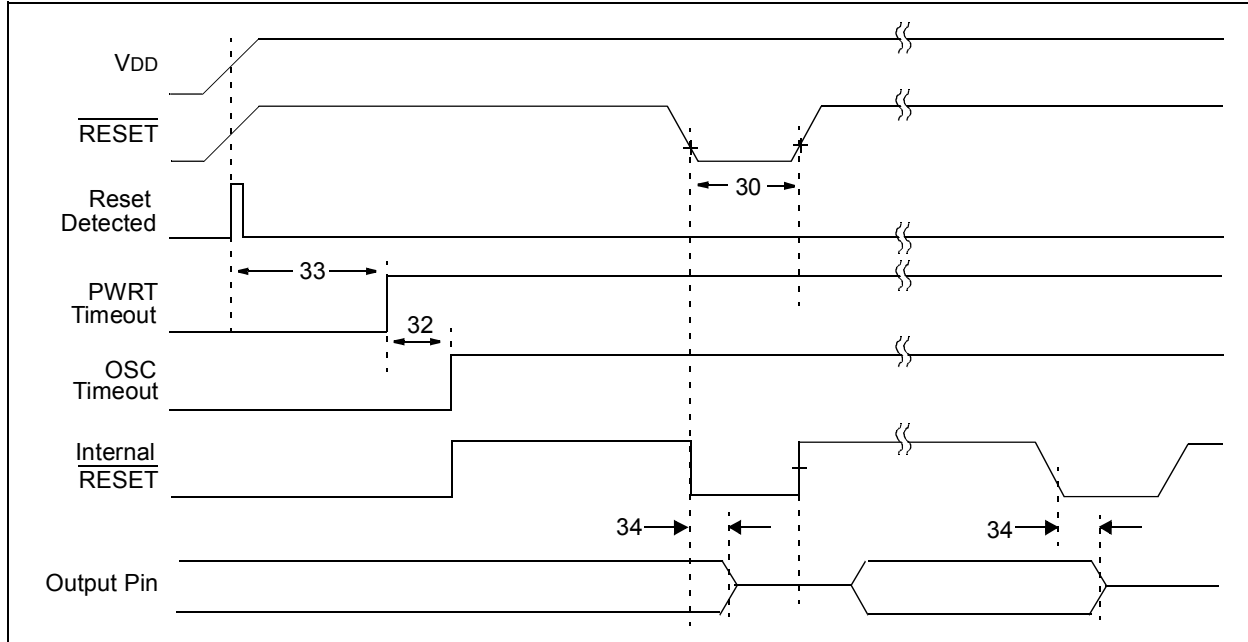 VDD
RESET
30
Reset
Detected
33
PWRT
Timeout
32
OSC
Timeout
Internal
RESET
34
34
Output Pin